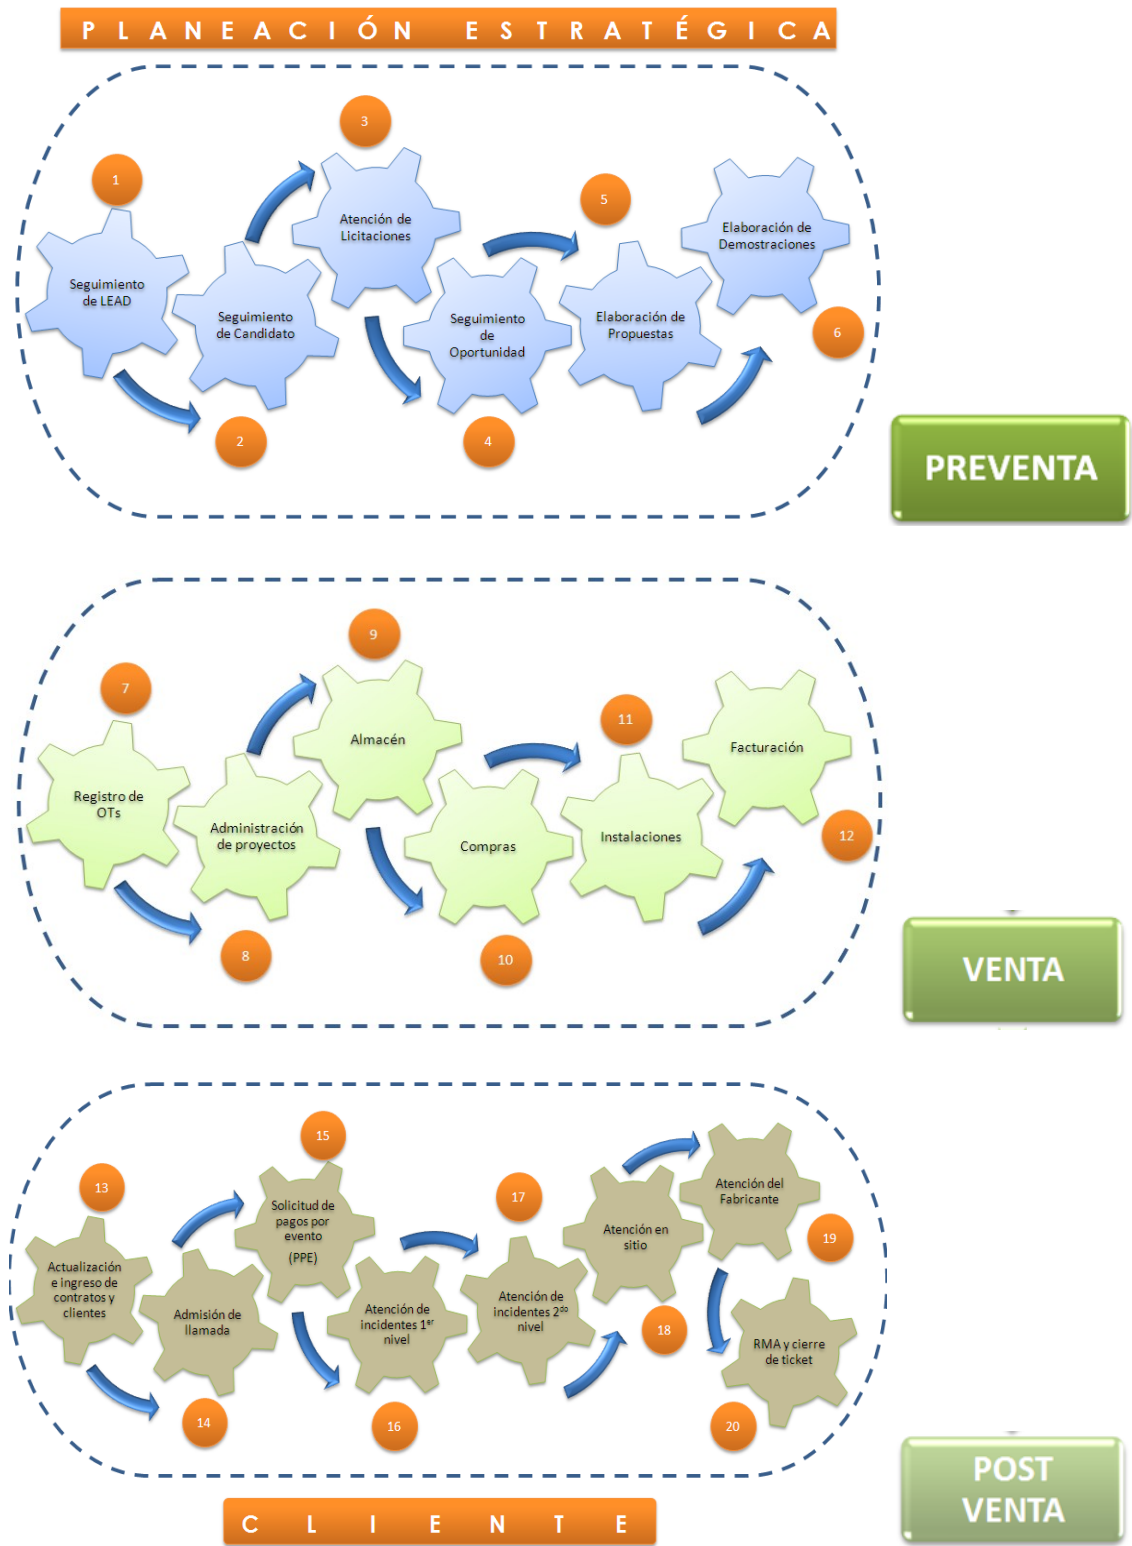 PLANEACIÓN ESTRATÉGICA
1
Seguimiento
de LEAD
2
Seguimiento
de Candidato
3
Atención de
Licitaciones
4
Seguimiento
de
Oportunidad
5
Elaboración de
Propuestas
6
Elaboración de
Demostraciones
PREVENTA
7
Registro de
OTs
8
Administración
de proyectos
9
Almacén
10
Compras
11
Instalaciones
12
Facturación
VENTA
13
Actualización
e ingreso de
contratos y
clientes
14
Admisión de
llamada
15
Solicitud de
pagos por
evento
(PPE)
16
Atención de
incidentes 1er
nivel
17
Atención de
incidentes 2do
nivel
18
Atención en
sitio
19
Atención del
Fabricante
20
RMA y cierre
de ticket
POST
VENTA
CLIENTE